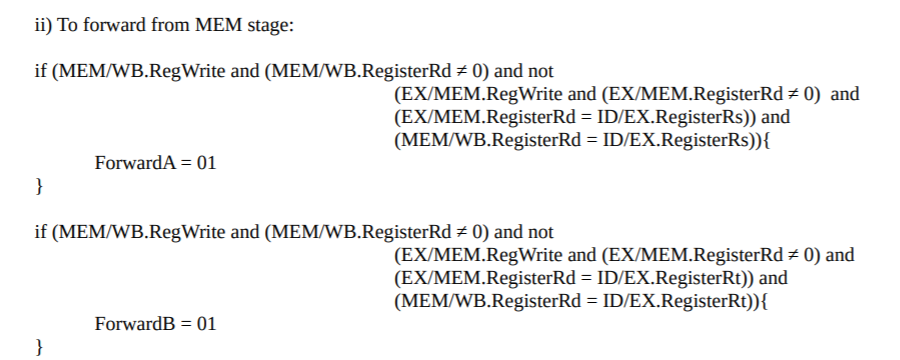 ii) To forward from MEM stage:
if (MEM/WB.RegWrite and (MEM/WB.RegisterRd ≠ 0) and not
(EX/MEM.RegWrite and (EX/MEM.RegisterRd ≠ 0) and
(EX/MEM.RegisterRd = ID/EX.RegisterRs)) and
(MEM/WB.RegisterRd = ID/EX.RegisterRs)){
ForwardA = 01
}
if (MEM/WB.RegWrite and (MEM/WB.RegisterRd ≠ 0) and not
(EX/MEM.RegWrite and (EX/MEM.RegisterRd ≠ 0) and
(EX/MEM.RegisterRd = ID/EX.RegisterRt)) and
(MEM/WB.RegisterRd = ID/EX.RegisterRt)){
ForwardB = 01
}